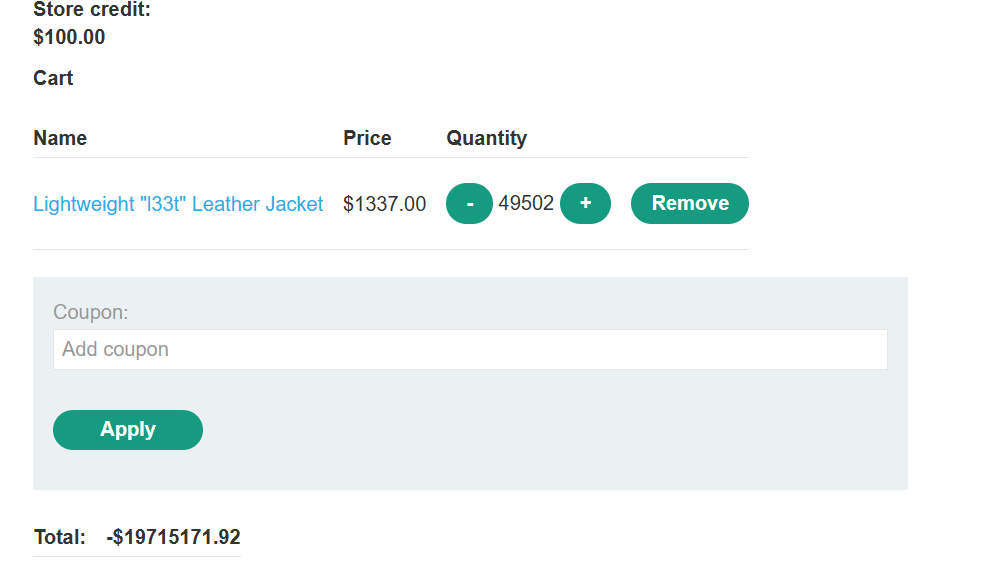 Store credit:
$100.00
Cart
Name Price Quantity
Lightweight "l33t" Leather Jacket $1337.00 - 49502 + Remove
Coupon:
Add coupon
Apply
Total: -$19715171.92